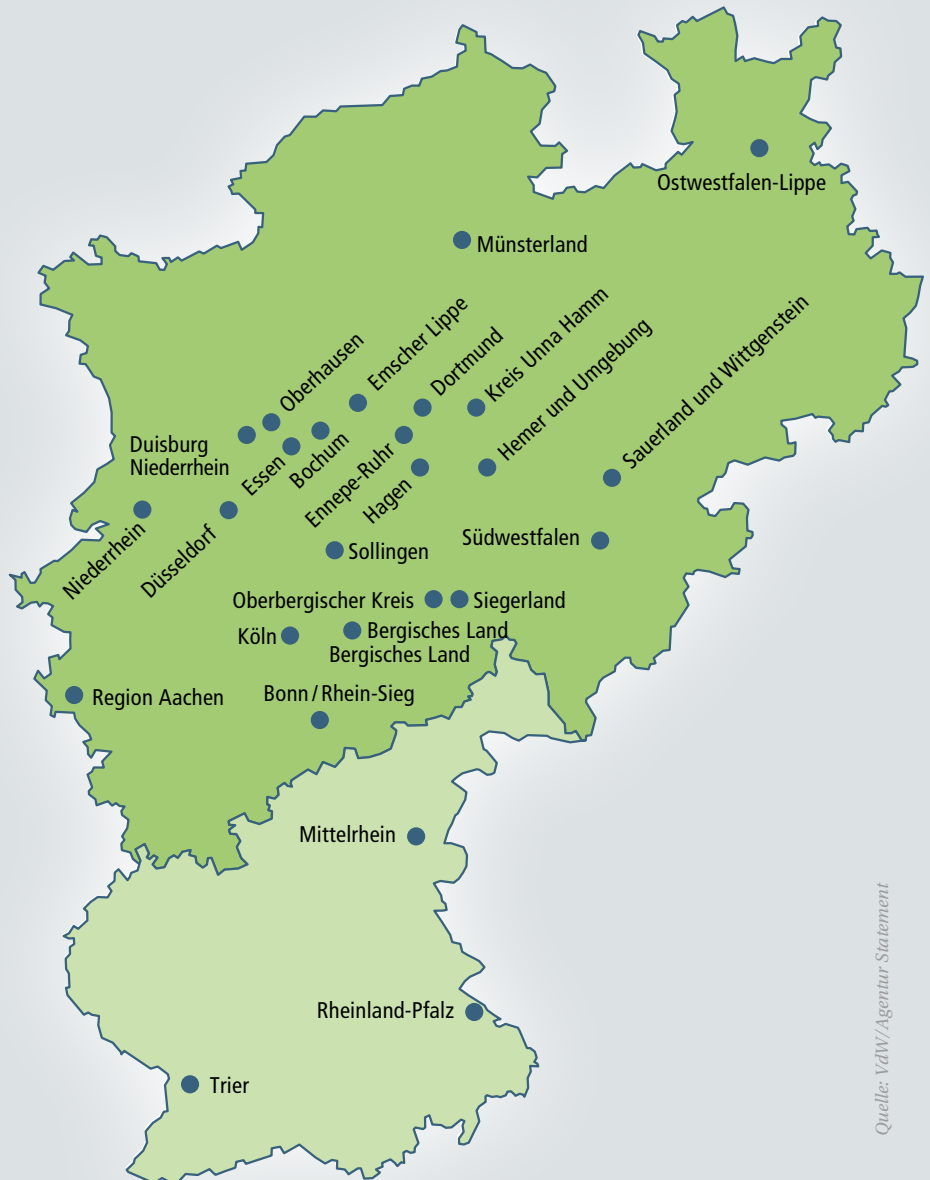 Ostwestfalen-Lippe
Münsterland
Oberhausen
Emscher Lippe
Dortmund
Kreis Unna Hamm
Hemer und Umgebung
Sauerland und Wittgenstein
Duisburg
Niederrhein
Essen
Bochum
Ennepe-Ruhr
Hagen
Niederrhein
Düsseldorf
Sollingen
Südwestfalen
Oberbergischer Kreis
Siegerland
Köln
Bergisches Land
Bergisches Land
Region Aachen
Bonn/Rhein-Sieg
Mittelrhein
Rheinland-Pfalz
Trier
Quelle: VdW/Agentur Statement